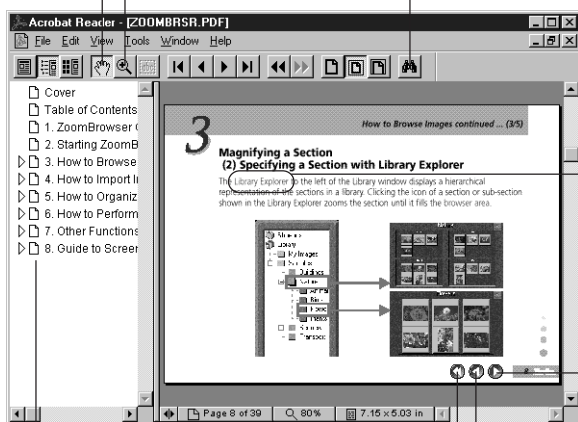 Acrobat Reader - [ZOOMBRSR.PDF]
File Edit View Tools Window Help
Cover
Table of Contents
1. ZoomBrowser
2. Starting ZoomB
3. How to Browse
4. How to Import I
5. How to Organiz
6. How to Perform
7. Other Functions
8. Guide to Screer
3
How to Browse Images continued ... (3/5)
Magnifying a Section
(2) Specifying a Section with Library Explorer
The Library Explorer to the left of the Library window displays a hierarchical
representation of the sections in a library. Clicking the icon of a section or sub-section
shown in the Library Explorer zooms the section until it fills the browser area.
Library
My Images
Nature
Page 8 of 39
80%
7.15 x 5.03 in